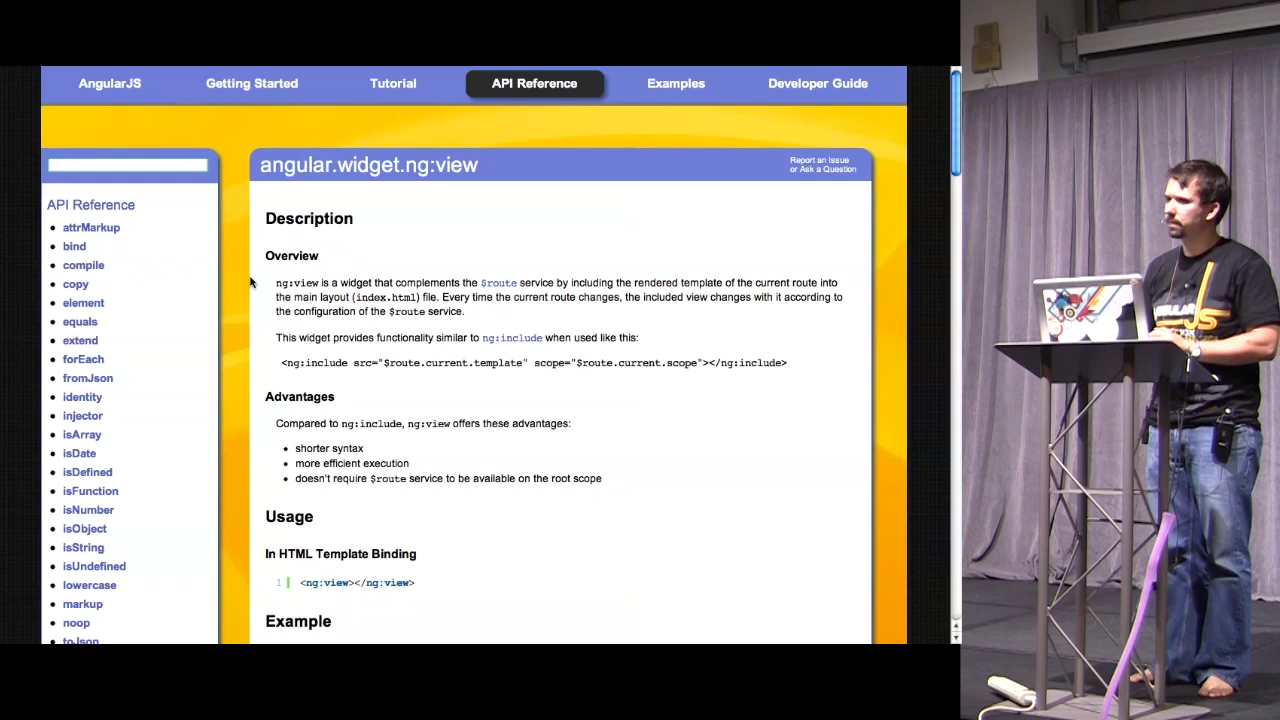 AngularJS
Getting Started
Tutorial
API Reference
Examples
Developer Guide
angular.widget.ng:view
Report an Issue
or Ask a Question
API Reference
attrMarkup
bind
compile
copy
element
equals
extend
forEach
fromJson
identity
injector
isArray
isDate
isDefined
isFunction
isNumber
isObject
isString
isUndefined
lowercase
markup
noop
toJson
Description
Overview
ng:view is a widget that complements the $route service by including the rendered template of the current route into
the main layout (index.html) file. Every time the current route changes, the included view changes with it according to
the configuration of the $route service.
This widget provides functionality similar to ng:include when used like this:
<ng:include src="$route.current.template" scope="$route.current.scope"></ng:include>
Advantages
Compared to ng:include, ng:view offers these advantages:
shorter syntax
more efficient execution
doesn't require $route service to be available on the root scope
Usage
In HTML Template Binding
1 <ng:view></ng:view>
Example
ANGULAR
JS